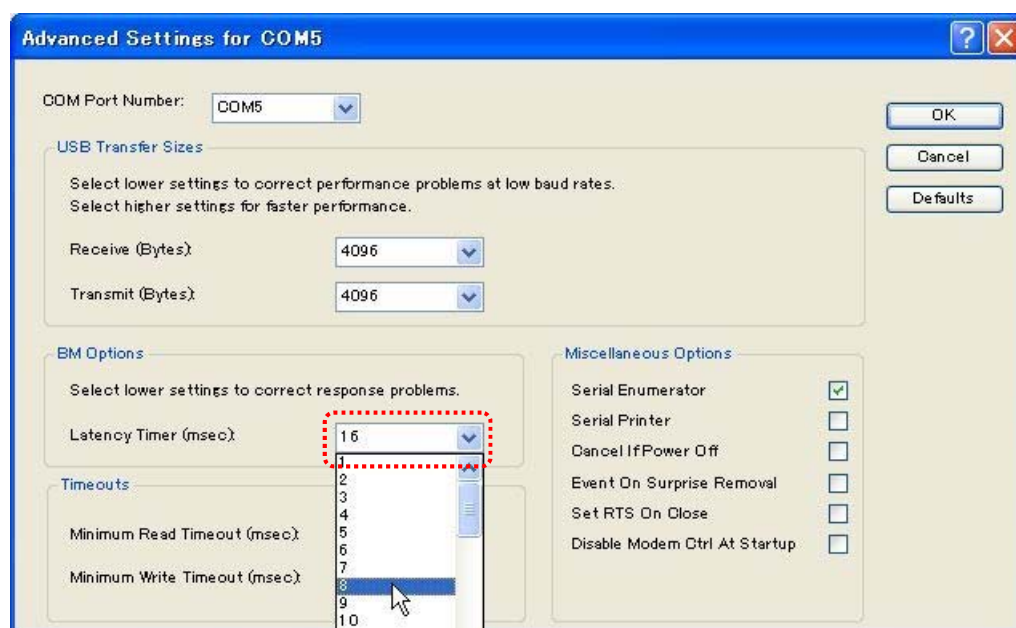 Advanced Settings for COM5
COM Port Number: COM5
OK
Cancel
Defaults
USB Transfer Sizes
Select lower settings to correct performance problems at low baud rates.
Select higher settings for faster performance.
Receive (Bytes): 4096
Transmit (Bytes): 4096
BM Options
Select lower settings to correct response problems.
Latency Timer (msec): 16
1
2
3
4
5
6
7
8
9
10
Timeouts
Minimum Read Timeout (msec):
Minimum Write Timeout (msec):
Miscellaneous Options
Serial Enumerator
Serial Printer
Cancel If Power Off
Event On Surprise Removal
Set RTS On Close
Disable Modem Ctrl At Startup